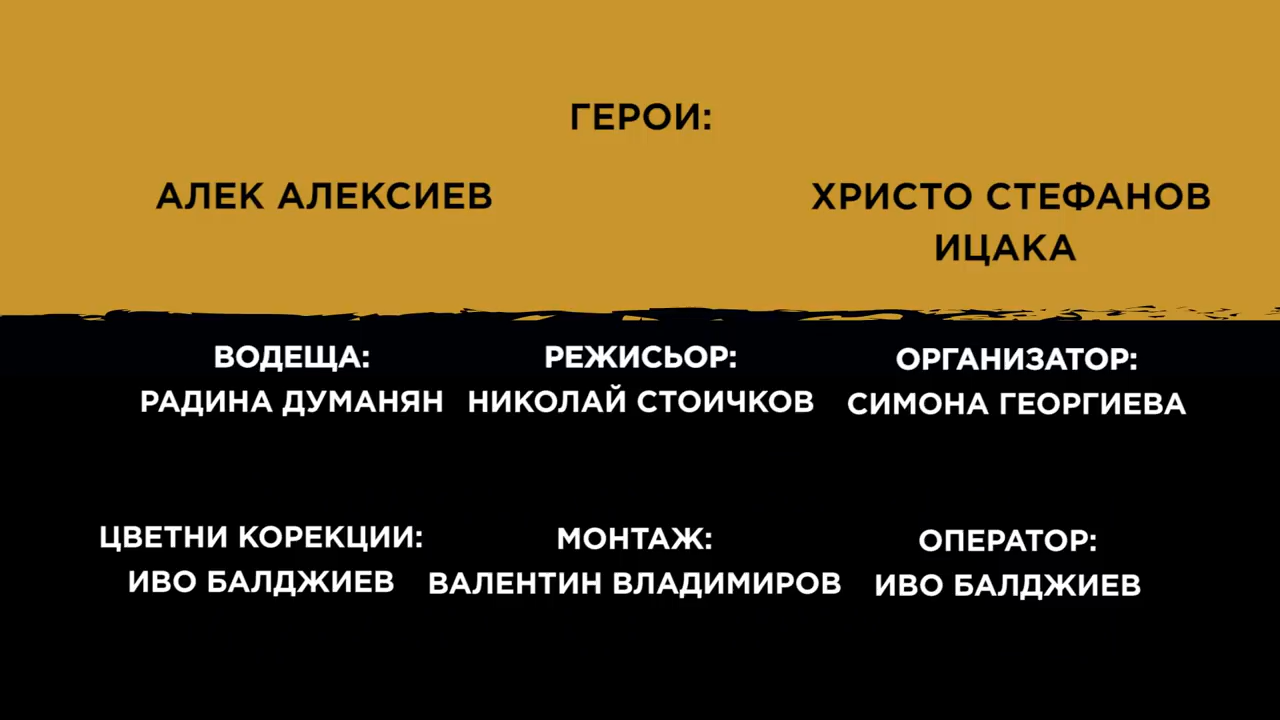 ГЕРОИ:
АЛЕК АЛЕКСИЕВ
ХРИСТО СТЕФАНОВ
ИЦАКА
ВОДЕЩА:
РАДИНА ДУМАНЯН
РЕЖИСЬОР:
НИКОЛАЙ СТОИЧКОВ
ОРГАНИЗАТОР:
СИМОНА ГЕОРГИЕВА
ЦВЕТНИ КОРЕКЦИИ:
ИВО БАЛДЖИЕВ
МОНТАЖ:
ВАЛЕНТИН ВЛАДИМИРОВ
ОПЕРАТОР:
ИВО БАЛДЖИЕВ